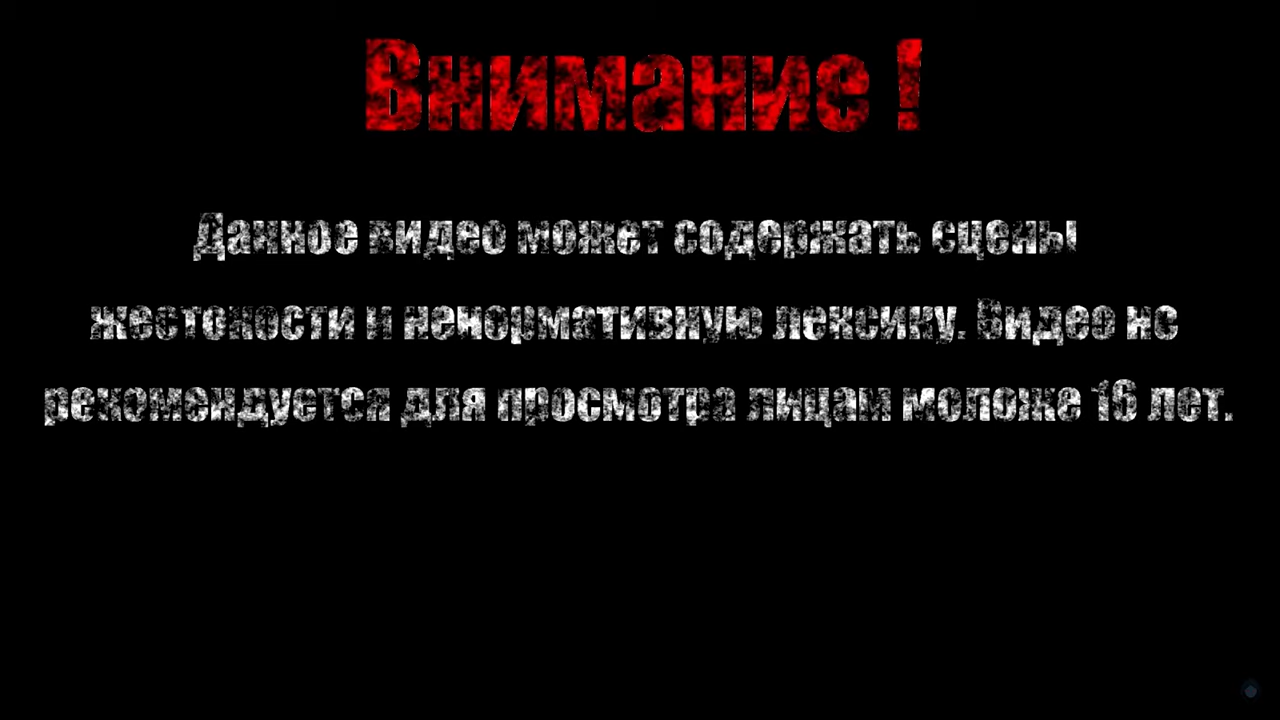 Внимание !
Данное видео может содержать сцены
жестокости и ненормативную лексику. Видео не
рекомендуется для просмотра лицам моложе 16 лет.